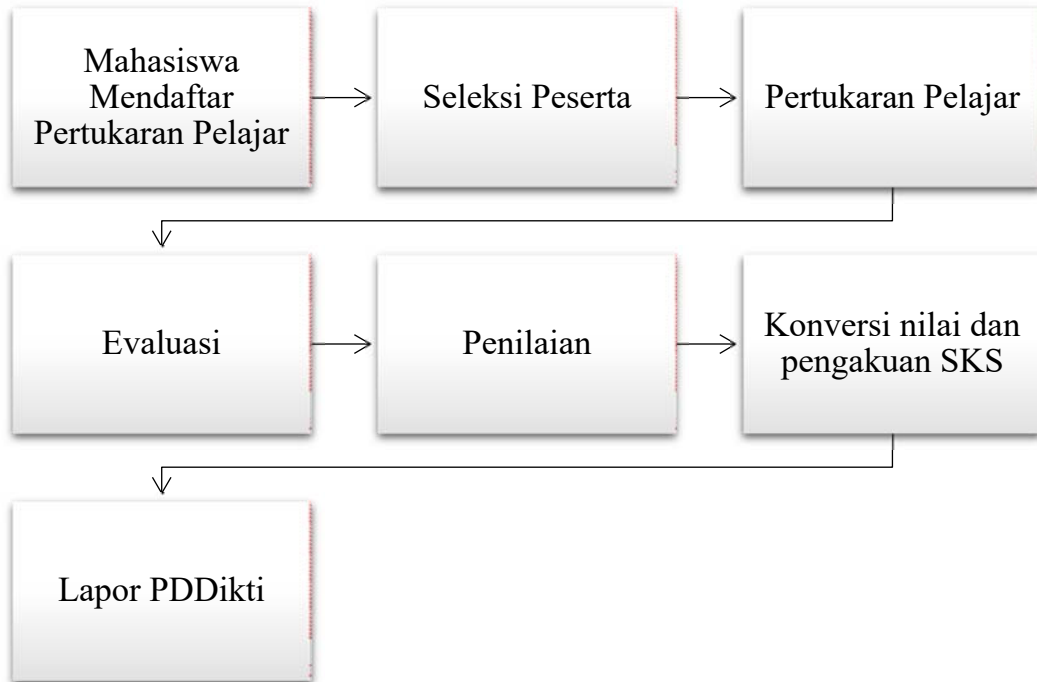 Mahasiswa
Mendaftar
Pertukaran Pelajar
Seleksi Peserta
Pertukaran Pelajar
Evaluasi
Penilaian
Konversi nilai dan
pengakuan SKS
Lapor PDDikti